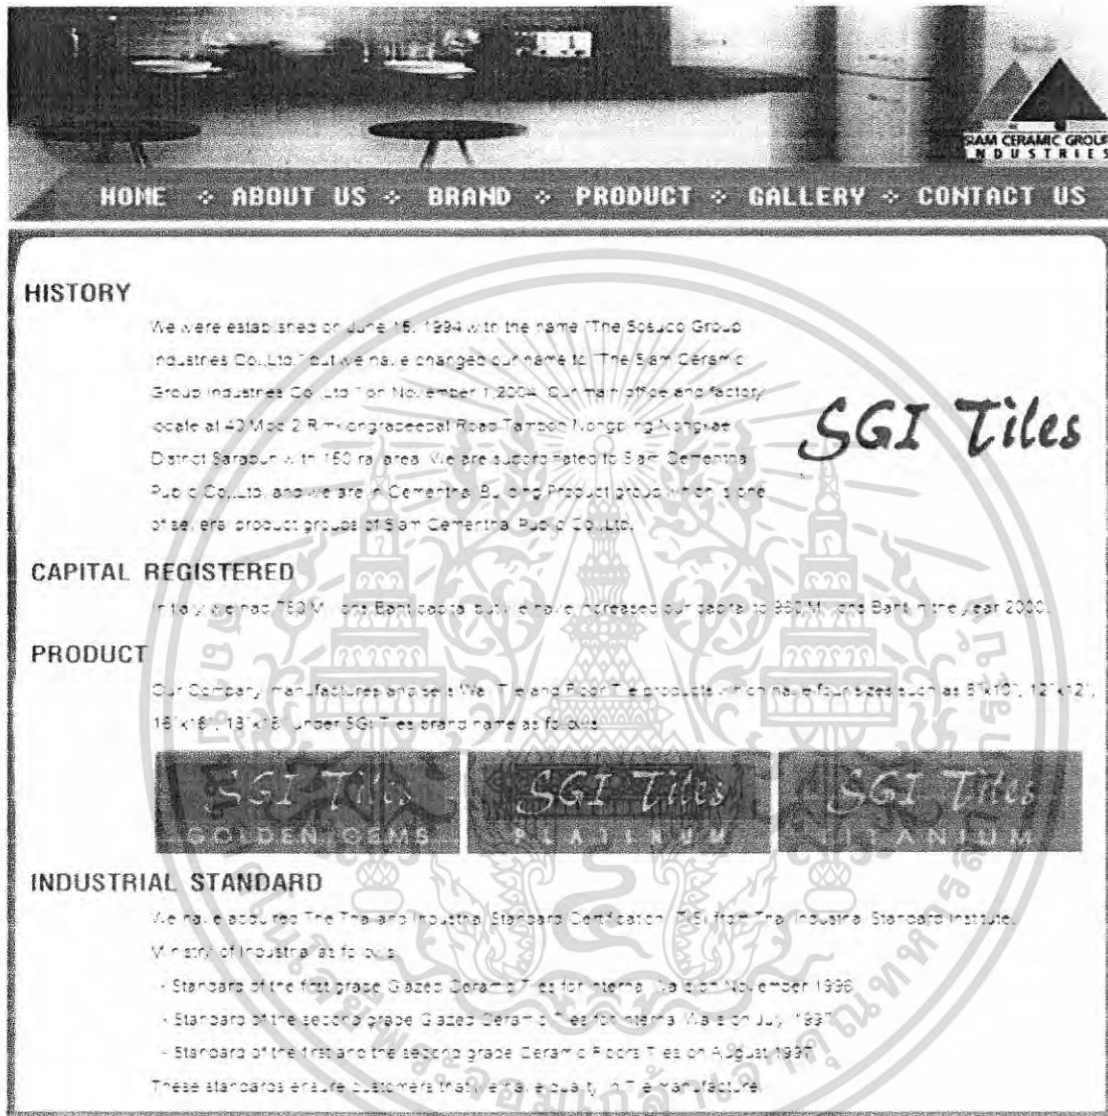 SIAM CERAMIC GROUP
INDUSTRIES
HOME ABOUT US BRAND PRODUCT GALLERY CONTACT US
HISTORY
We were established on June 15, 1994 with the name "The Sosuco Group
Industries Co.,Ltd." but we have changed our name to "The Siam Ceramic
Group Industries Co.,Ltd." on November 1,2004. Our main office and factory
locate at Moo 2 Road Tambon Nongpling Nongkae
District Saraburi with 150 rai area. We are subordinated to Siam Cementhai
Public Co.,Ltd. and we are in Cementhai Building Product group which is one
of several product groups of Siam Cementhai Public Co.,Ltd.
SGI Tiles
CAPITAL REGISTERED
Initialy we had Millions Baht capital but we have increased our capital to 960 Millions Baht in the year 2000.
PRODUCT
Our Company manufactures and sells Wall Tile and Floor Tile products which have four sizes such as 8"x10", 12"x12",
16"x16", 18"x18" under SGI Tiles brand name as follows
SGI Tiles GOLDEN GEMS
SGI Tiles PLATINUM
SGI Tiles TITANIUM
INDUSTRIAL STANDARD
We have acquired The Thailand Industrial Standard Certification (TIS) from Thai Industrial Standard Institute,
Ministry of Industrial as follows
- Standard of the first grade Glazed Ceramic Tiles for Internal Walls on November 1996
- Standard of the second grade Glazed Ceramic Tiles for Internal Walls on July 1997
- Standard of the first and the second grade Ceramic Floors Tiles on August 1997
These standards ensure customers that we have quality in Tile manufacture.